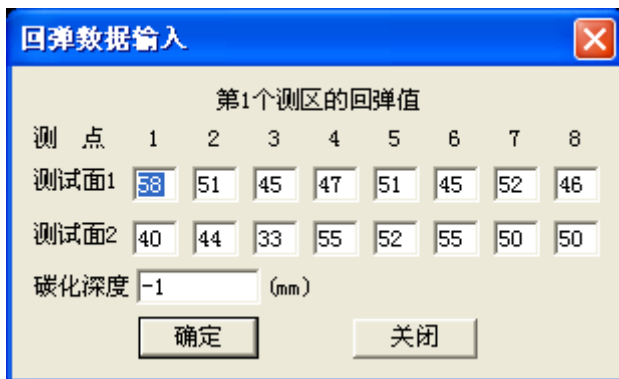 回弹数据输入
第1个测区的回弹值
测 点 1 2 3 4 5 6 7 8
测试面1 58 51 45 47 51 45 52 46
测试面2 40 44 33 55 52 55 50 50
碳化深度 -1 (mm)
确定 关闭